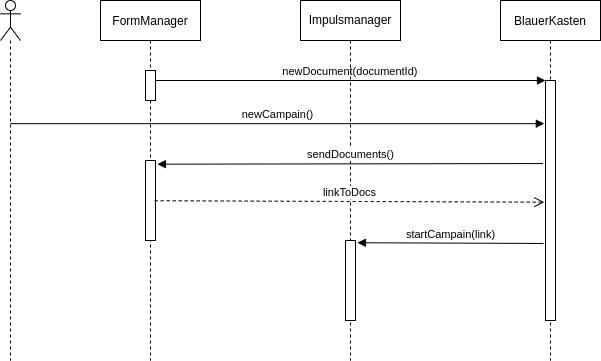 FormManager
Impulsmanager
BlauerKasten
newDocument(documentId)
newCampain()
sendDocuments()
linkToDocs
startCampain(link)